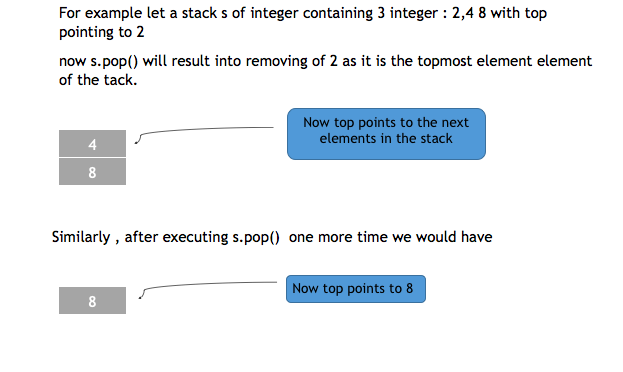 For example let a stack s of integer containing 3 integer : 2,4 8 with top
pointing to 2
now s.pop() will result into removing of 2 as it is the topmost element element
of the tack.
Now top points to the next
elements in the stack
4
8
Similarly , after executing s.pop() one more time we would have
Now top points to 8
8